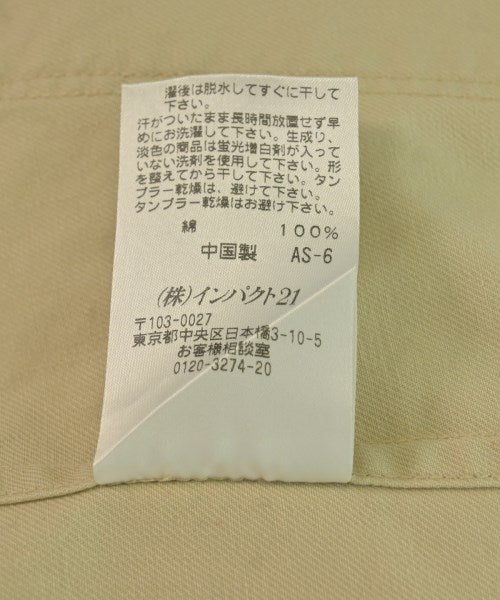 濯後は脱水してすぐに干して
下さい。
汗がついたまま長時間放置せず早
めにお洗濯して下さい。生成り、
淡色の商品は蛍光増白剤が入って
いない洗剤を使用して下さい。形
を整えてから干して下さい。タン
ブラー乾燥は、避けて下さい。
タンブラー乾燥はお避け下さい。
綿 100%
中国製 AS-6
(株)インパクト21
〒103-0027
東京都中央区日本橋3-10-5
お客様相談室
0120-3274-20